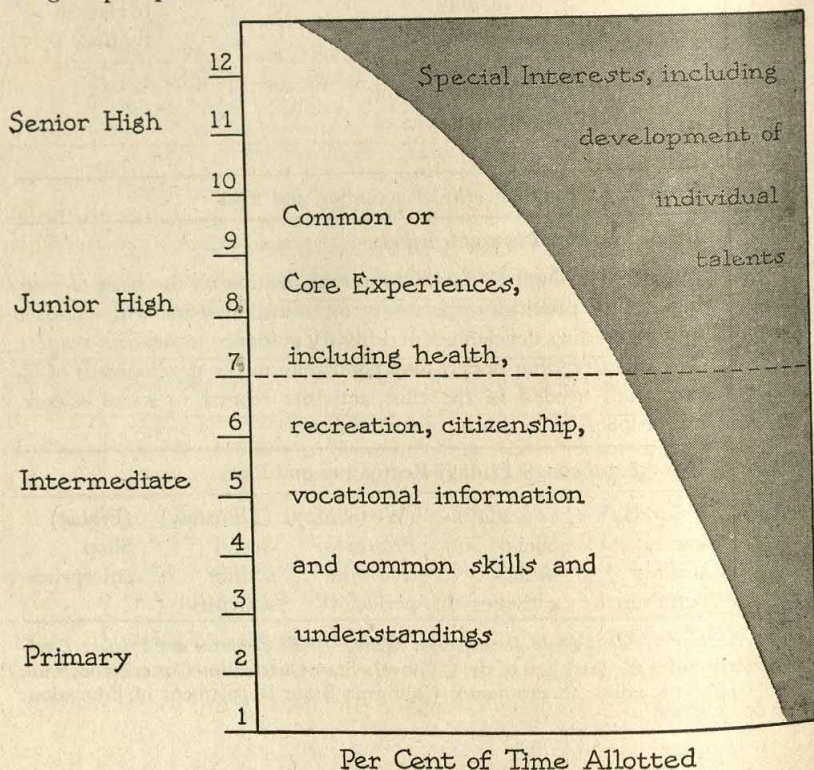 12
Special Interests, including
Senior High
11
development of
10
individual
Common or
9
talents
Core Experiences,
Junior High
8
7
including health,
6
recreation, citizenship,
Intermediate
5
vocational information
4
and common skills and
3
understandings
Primary
2
1
Per Cent of Time Allotted